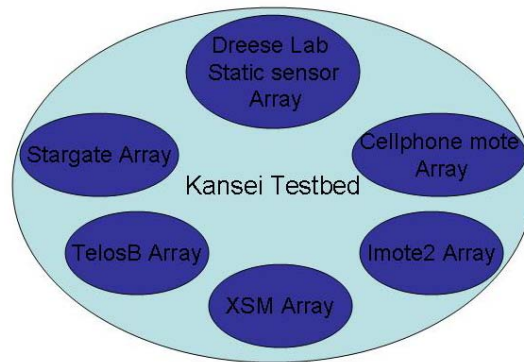 Dreese Lab
Static sensor
Array
Stargate Array
Cellphone mote
Array
Kansei Testbed
TelosB Array
Imote2 Array
XSM Array